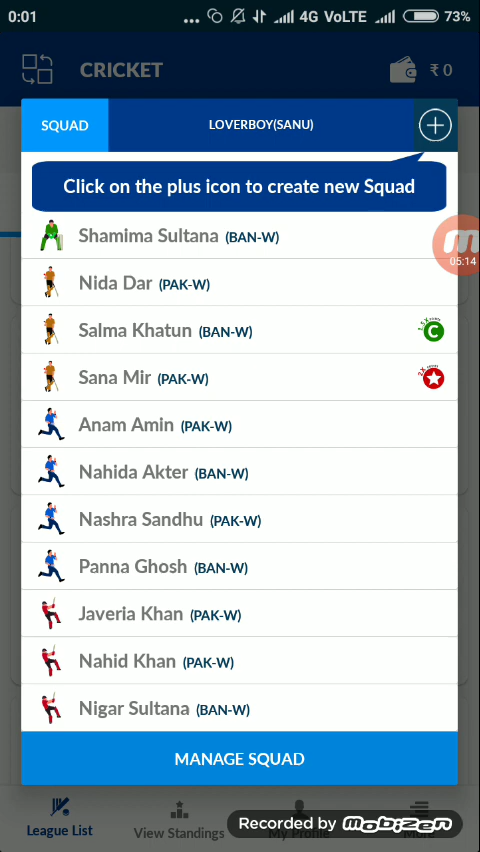 0:01 ... 4G VoLTE 73%
CRICKET ₹ 0
SQUAD LOVERBOY(SANU)
Click on the plus icon to create new Squad
Shamima Sultana (BAN-W)
Nida Dar (PAK-W)
05:14
Salma Khatun (BAN-W) C
Sana Mir (PAK-W)
Anam Amin (PAK-W)
Nahida Akter (BAN-W)
Nashra Sandhu (PAK-W)
Panna Ghosh (BAN-W)
Javeria Khan (PAK-W)
Nahid Khan (PAK-W)
Nigar Sultana (BAN-W)
MANAGE SQUAD
Recorded by MOBIZEN
League List View Standings My Profile More